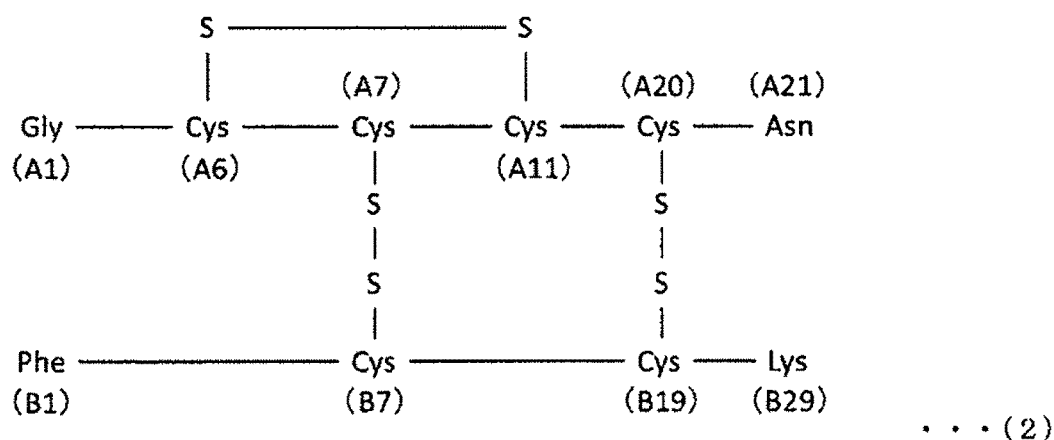 S S
(A7) (A20) (A21)
Gly Cys Cys Cys Cys Asn
(A1) (A6) (A11)
S S
S S
Phe Cys Cys Lys
(B1) (B7) (B19) (B29)
・・・(2)